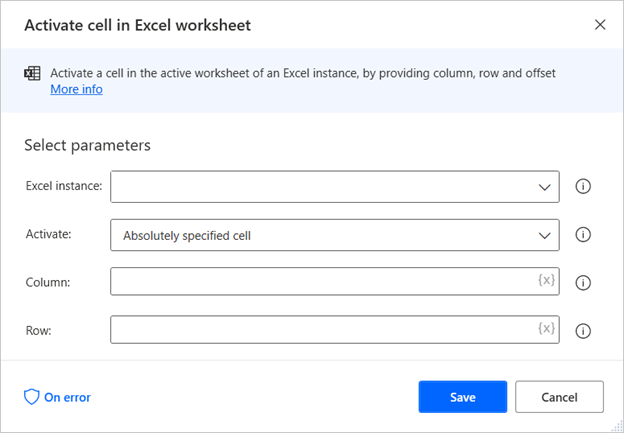 Activate cell in Excel worksheet
Activate a cell in the active worksheet of an Excel instance, by providing column, row and offset
More info
Select parameters
Excel instance:
Activate: Absolutely specified cell
Column: {x}
Row: {x}
On error Save Cancel